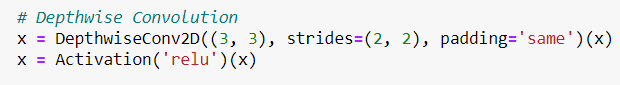 # Depthwise Convolution
x = DepthwiseConv2D((3, 3), strides=(2, 2), padding='same')(x)
x = Activation('relu')(x)